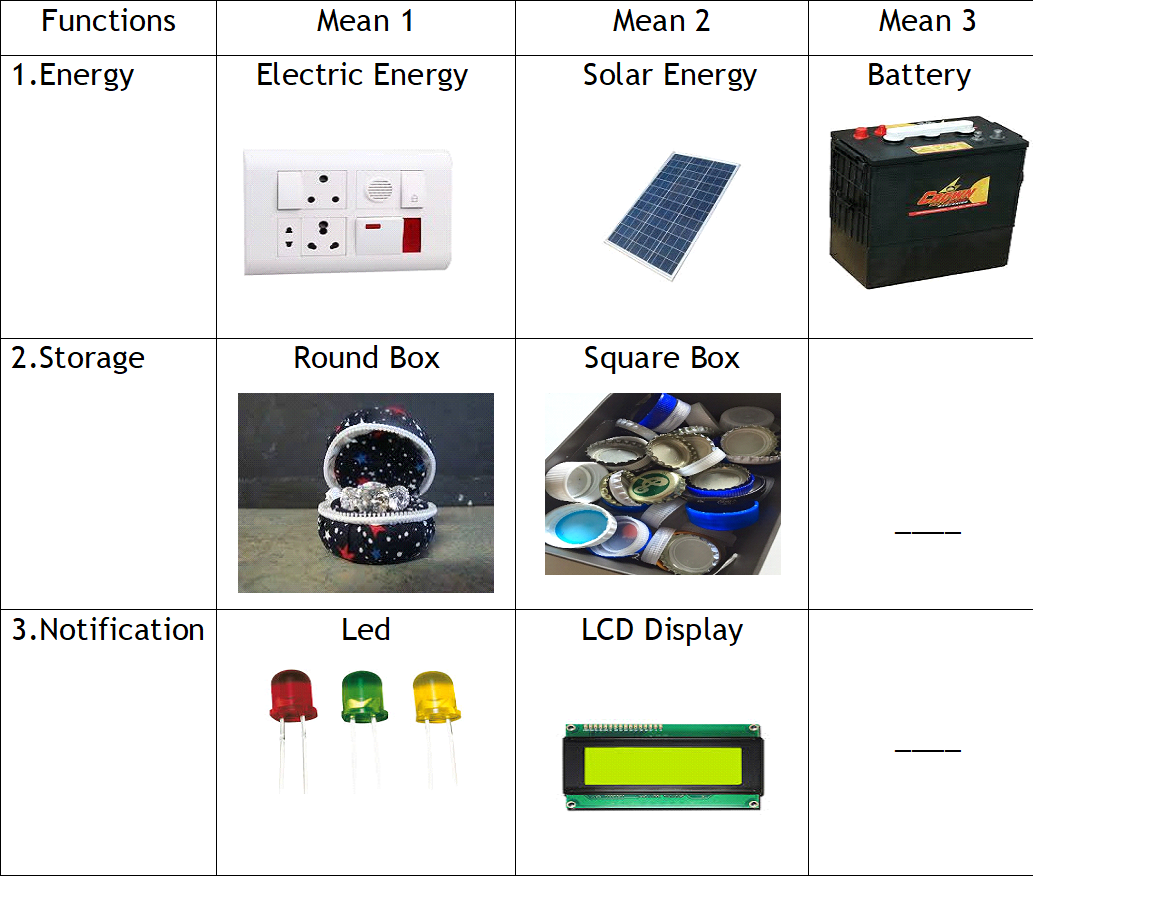 Functions Mean 1 Mean 2 Mean 3
1.Energy Electric Energy Solar Energy Battery
CROWN
2.Storage Round Box Square Box
____
3.Notification Led LCD Display
____